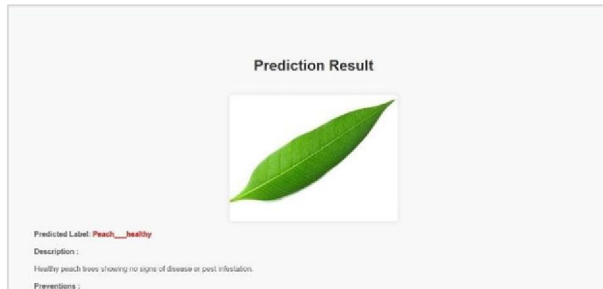 Prediction Result
Predicted Label: Peach___healthy
Description :
Healthy peach trees showing no signs of disease or pest infestation.
Preventions :